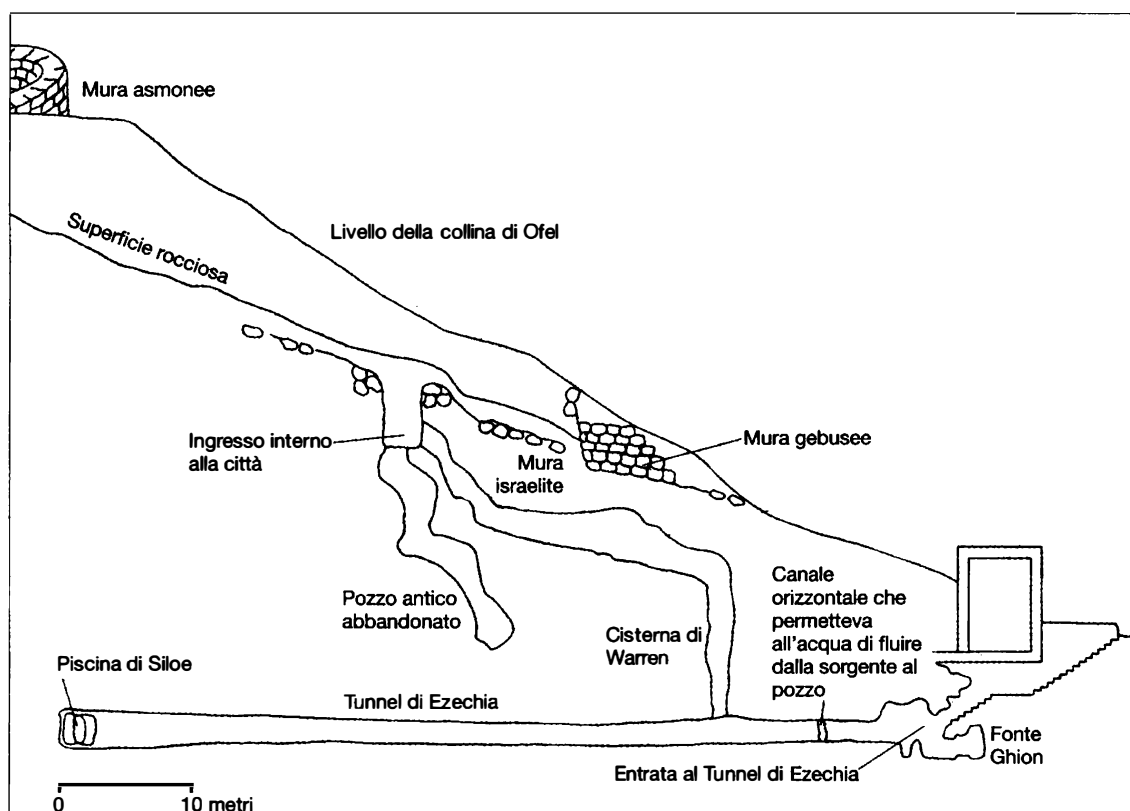 Mura asmonee
Superficie rocciosa
Livello della collina di Ofel
Ingresso interno
alla città
Mura
israelite
Mura gebusee
Pozzo antico
abbandonato
Cisterna di
Warren
Canale
orizzontale che
permetteva
all'acqua di fluire
dalla sorgente al
pozzo
Piscina di Siloe
Tunnel di Ezechia
Entrata al Tunnel di Ezechia
Fonte
Ghion
0 10 metri